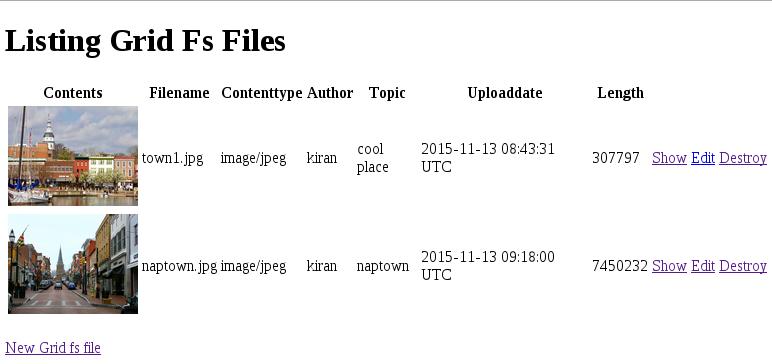 Listing Grid Fs Files
Contents Filename Contenttype Author Topic Uploaddate Length
town1.jpg image/jpeg kiran cool place 2015-11-13 08:43:31 UTC 307797 Show Edit Destroy
naptown.jpg image/jpeg kiran naptown 2015-11-13 09:18:00 UTC 7450232 Show Edit Destroy
New Grid fs file